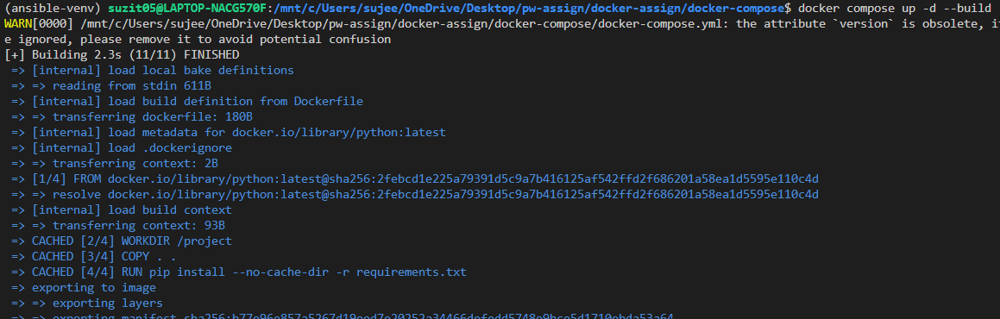 (ansible-venv) suzit05@LAPTOP-NACG570F:/mnt/c/Users/sujee/OneDrive/Desktop/pw-assign/docker-assign/docker-compose$ docker compose up -d --build
WARN[0000] /mnt/c/Users/sujee/OneDrive/Desktop/pw-assign/docker-assign/docker-compose/docker-compose.yml: the attribute `version` is obsolete, i
e ignored, please remove it to avoid potential confusion
[+] Building 2.3s (11/11) FINISHED
=> [internal] load local bake definitions
=> => reading from stdin 611B
=> [internal] load build definition from Dockerfile
=> => transferring dockerfile: 180B
=> [internal] load metadata for docker.io/library/python:latest
=> [internal] load .dockerignore
=> => transferring context: 2B
=> [1/4] FROM docker.io/library/python:latest@sha256:2febcd1e225a79391d5c9a7b416125af542ffd2f686201a58ea1d5595e110c4d
=> => resolve docker.io/library/python:latest@sha256:2febcd1e225a79391d5c9a7b416125af542ffd2f686201a58ea1d5595e110c4d
=> [internal] load build context
=> => transferring context: 93B
=> CACHED [2/4] WORKDIR /project
=> CACHED [3/4] COPY . .
=> CACHED [4/4] RUN pip install --no-cache-dir -r requirements.txt
=> exporting to image
=> => exporting layers
=> => exporting manifest